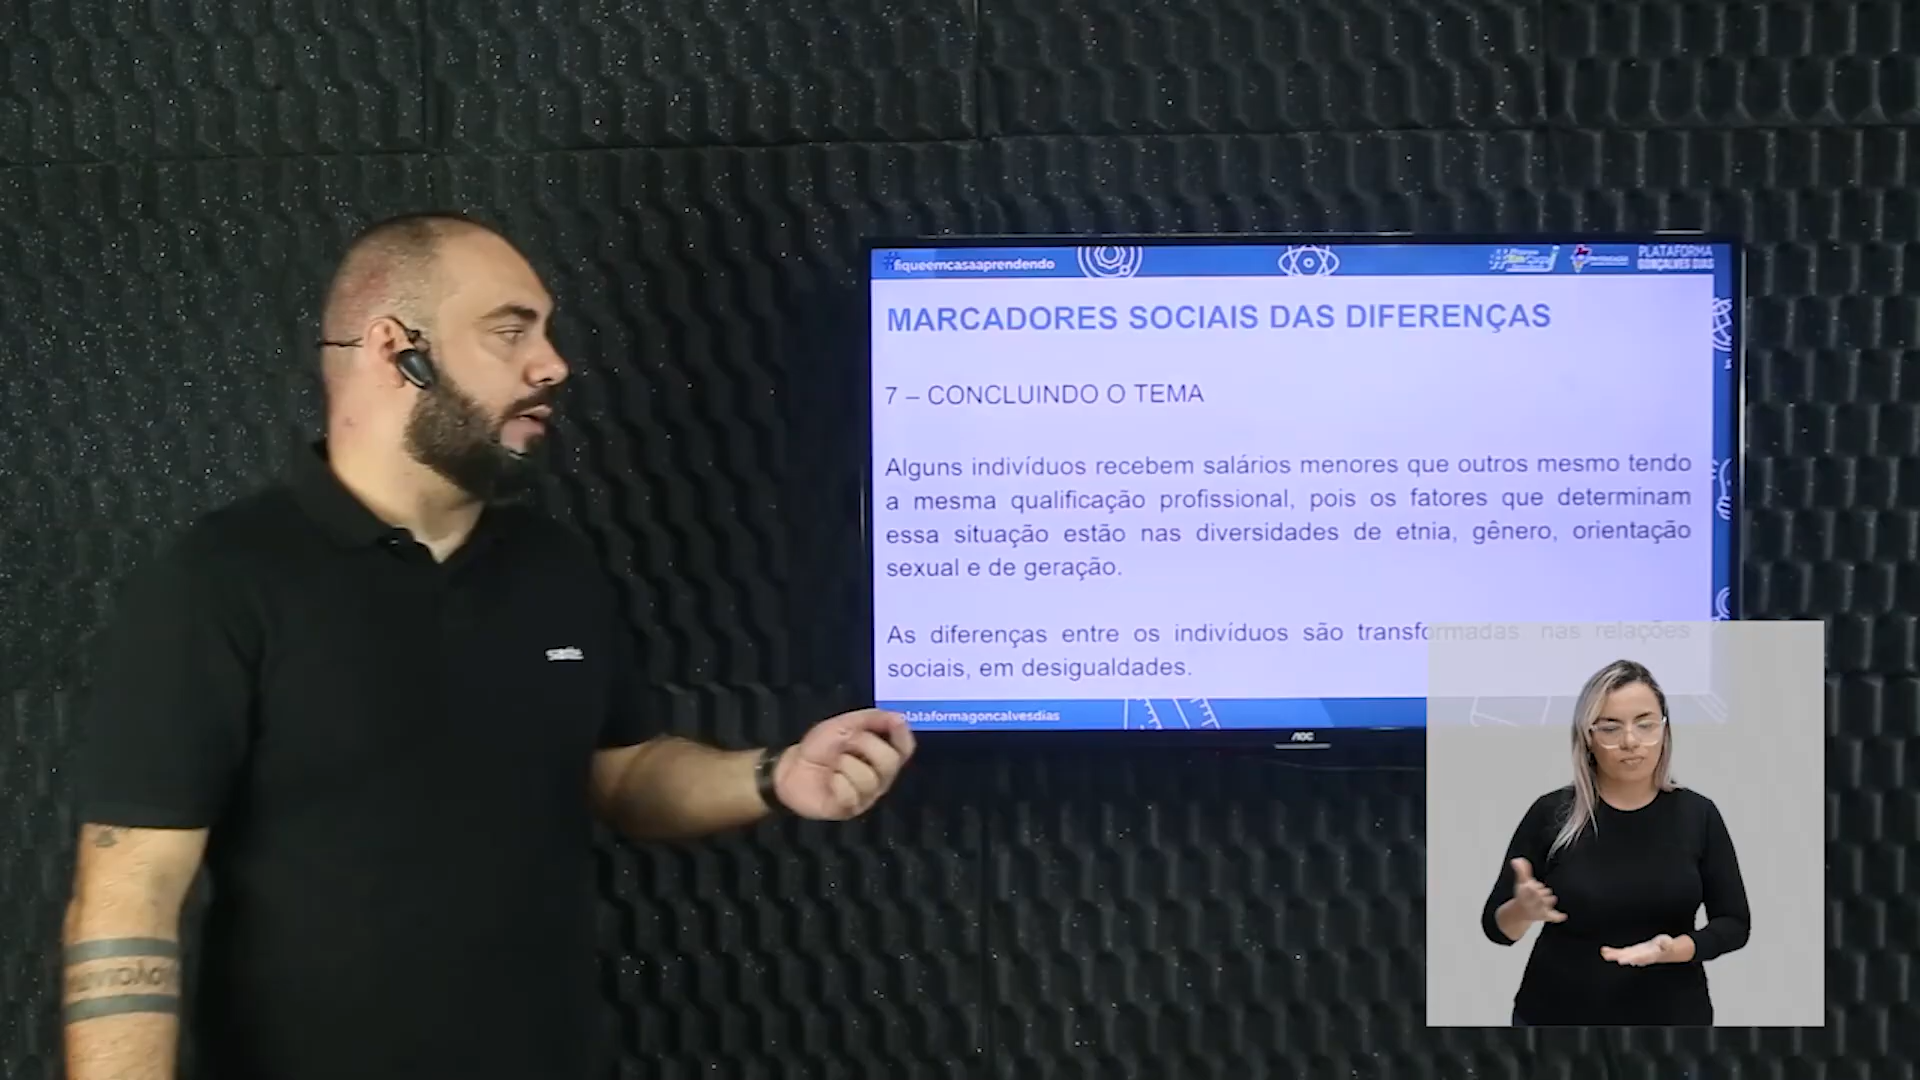 #fiqueemcasaaprendendo
PLATAFORMA
GONÇALVES DIAS
MARCADORES SOCIAIS DAS DIFERENÇAS
7 – CONCLUINDO O TEMA
Alguns indivíduos recebem salários menores que outros mesmo tendo
a mesma qualificação profissional, pois os fatores que determinam
essa situação estão nas diversidades de etnia, gênero, orientação
sexual e de geração.
As diferenças entre os indivíduos são transformadas nas relações
sociais, em desigualdades.
plataformagoncalvesdias
AOC